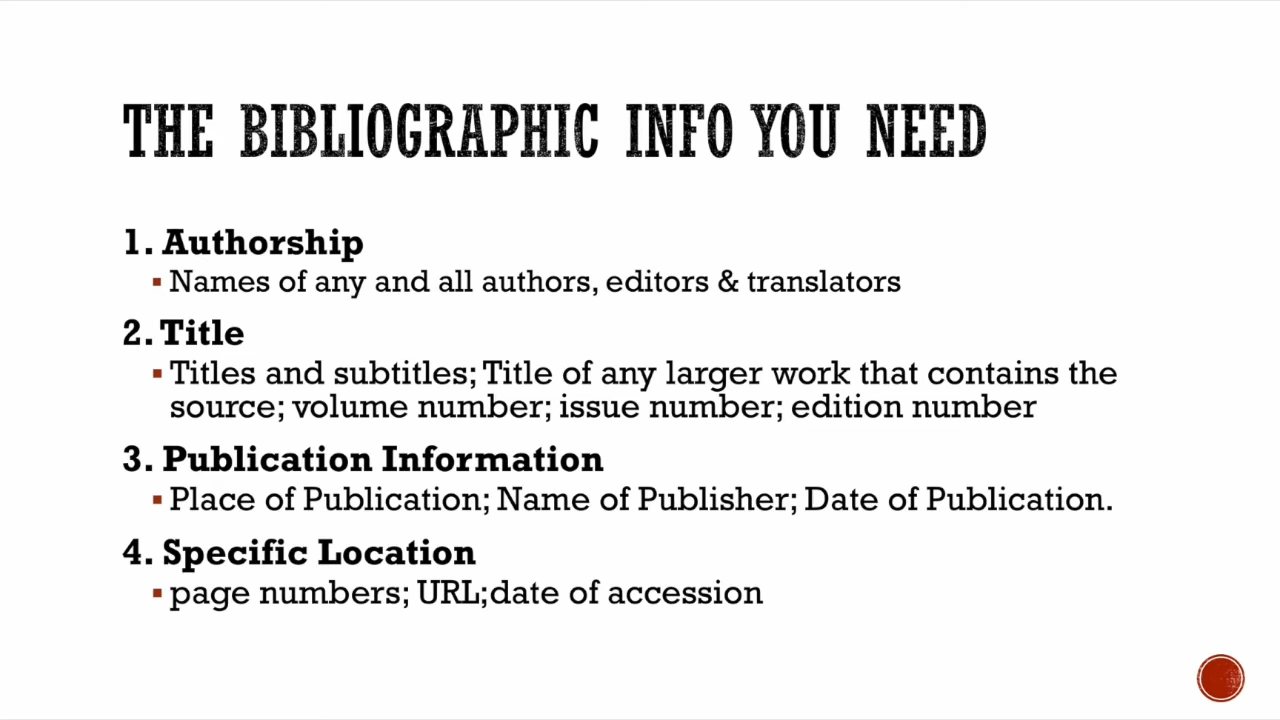 THE BIBLIOGRAPHIC INFO YOU NEED
1. Authorship
▪ Names of any and all authors, editors & translators
2. Title
▪ Titles and subtitles; Title of any larger work that contains the
source; volume number; issue number; edition number
3. Publication Information
▪ Place of Publication; Name of Publisher; Date of Publication.
4. Specific Location
▪ page numbers; URL;date of accession